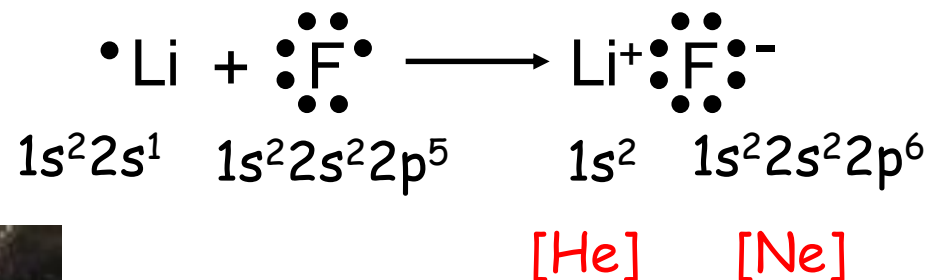 •Li + F → Li⁺ F⁻
1s²2s¹ 1s²2s²2p⁵ 1s² 1s²2s²2p⁶
[He] [Ne]